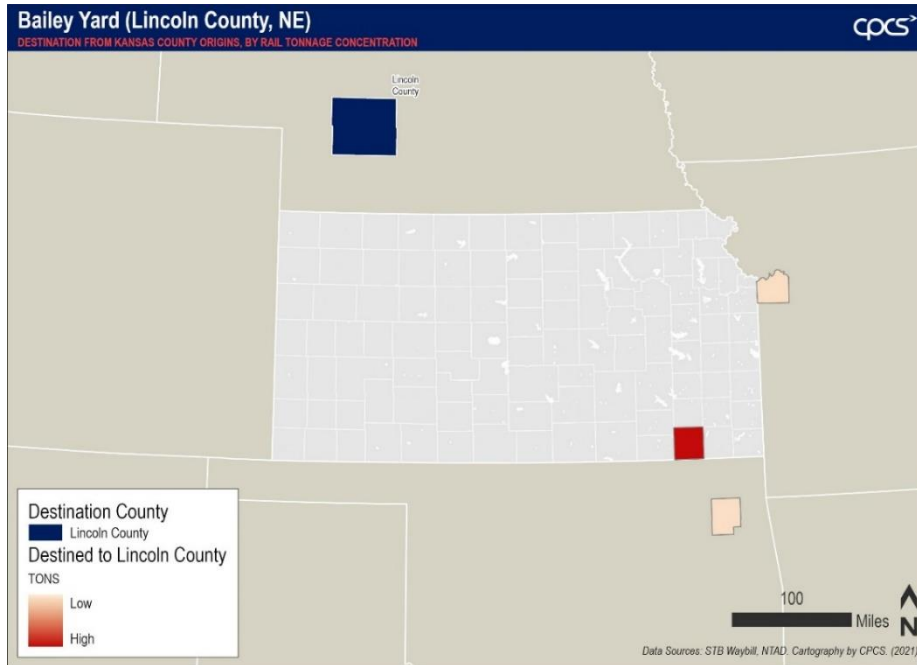 Bailey Yard (Lincoln County, NE)
DESTINATION FROM KANSAS COUNTY ORIGINS, BY RAIL TONNAGE CONCENTRATION
cpcs
Lincoln
County
Destination County
Lincoln County
Destined to Lincoln County
TONS
Low
High
100
Miles
N
Data Sources: STB Waybill, NTAD. Cartography by CPCS. (2021)